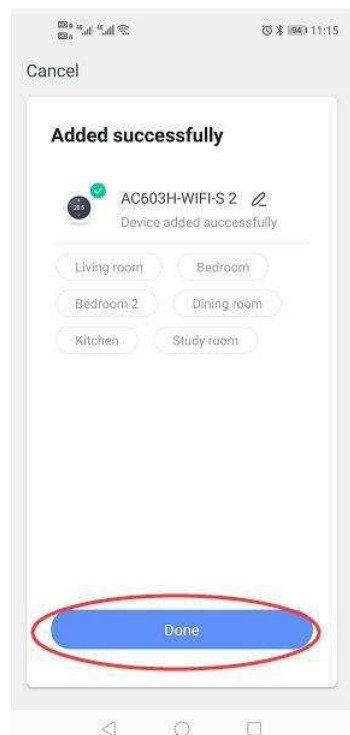 11:15
Cancel
Added successfully
AC603H-WIFI-S 2
Device added successfully
Living room Bedroom
Bedroom 2 Dining room
Kitchen Study room
Done